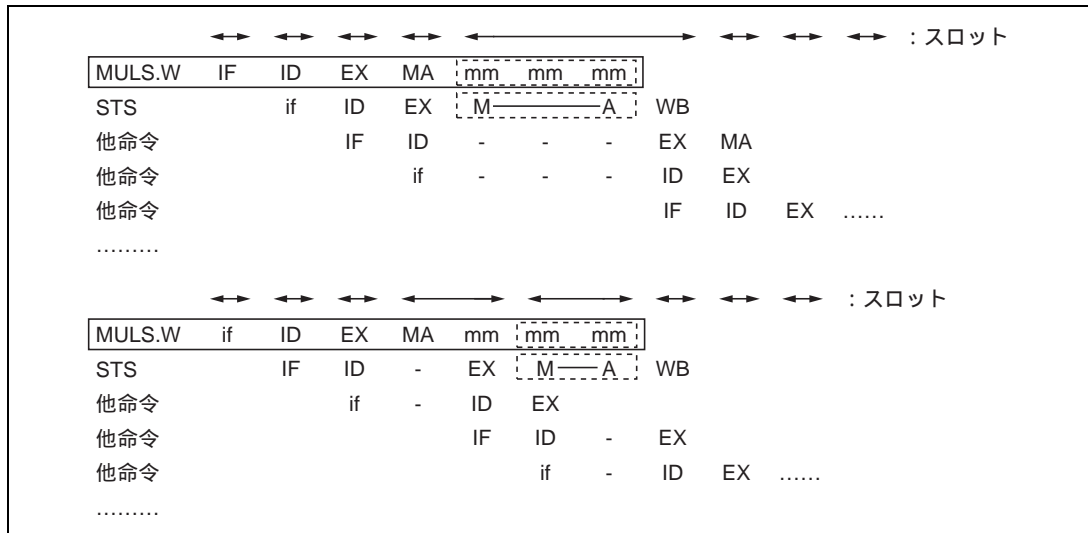 ：スロット
MULS.W IF ID EX MA mm mm mm
STS if ID EX M A WB
他命令 IF ID - - - EX MA
他命令 if - - - ID EX
他命令 IF ID EX ……
………
：スロット
MULS.W if ID EX MA mm mm mm
STS IF ID - EX M A WB
他命令 if - ID EX
他命令 IF ID - EX
他命令 if - ID EX ……
………